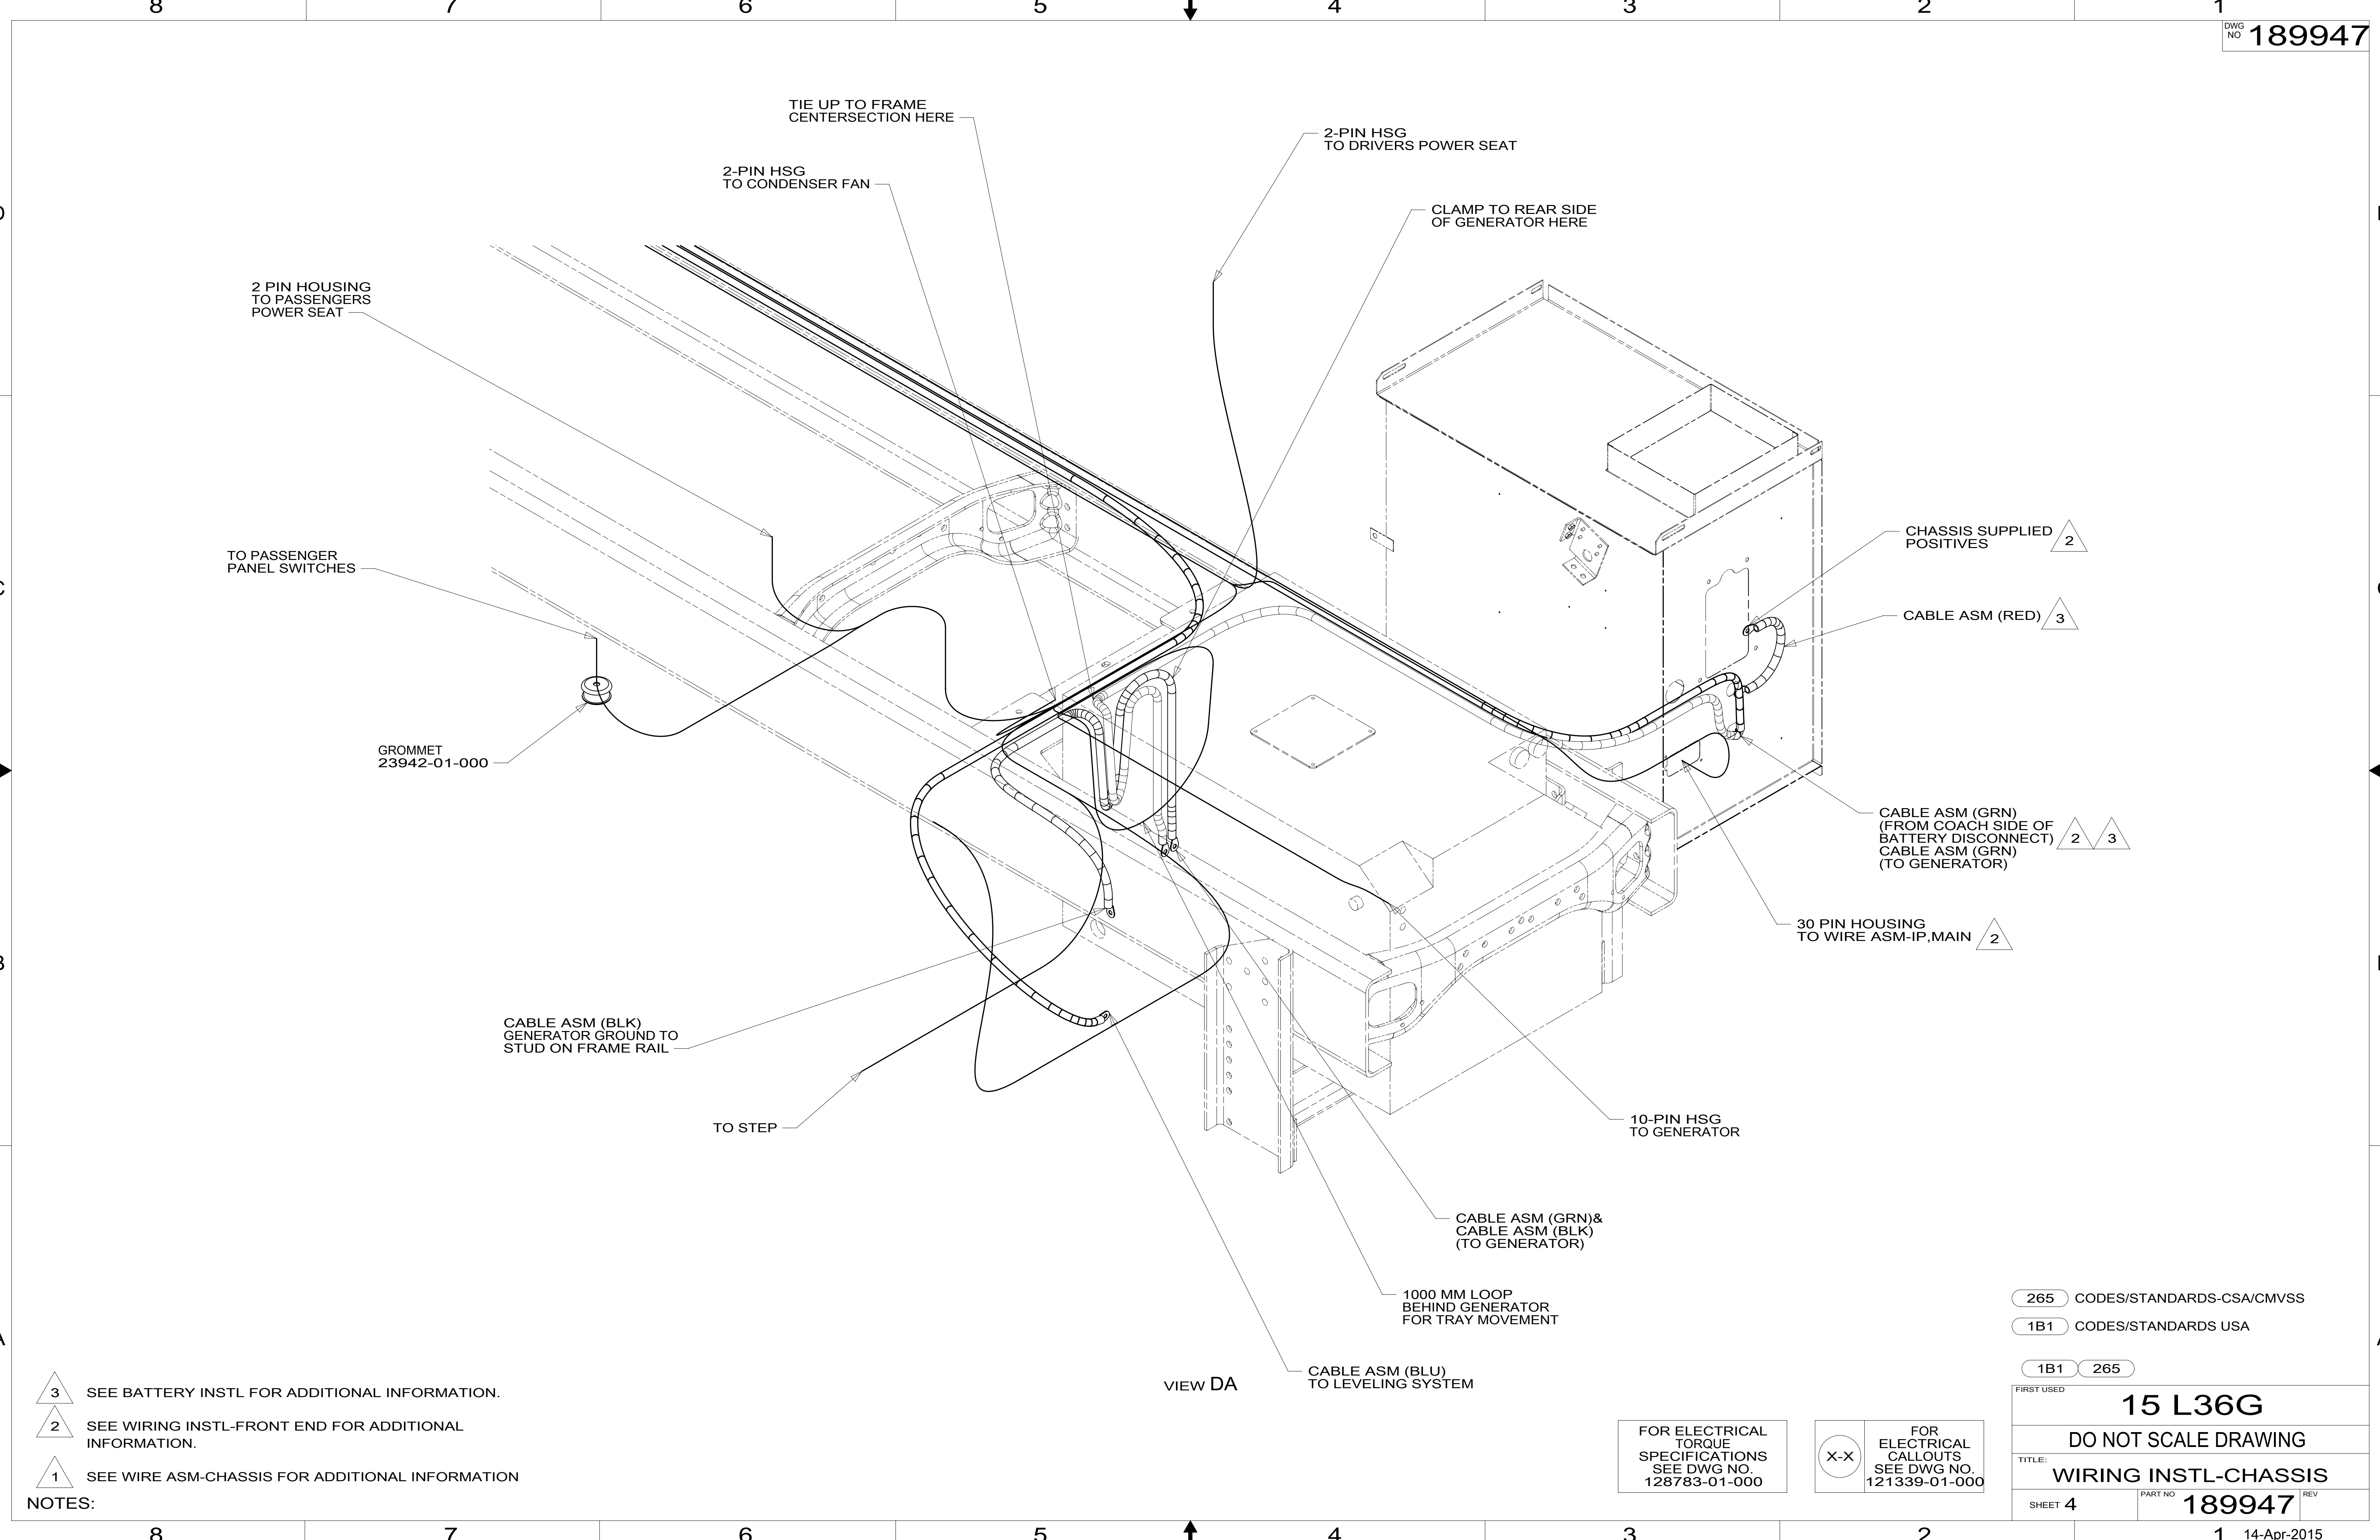 8 7 6 5 4 3 2 1
DWG
NO
189947
TIE UP TO FRAME
CENTERSECTION HERE
2-PIN HSG
TO DRIVERS POWER SEAT
2-PIN HSG
TO CONDENSER FAN
CLAMP TO REAR SIDE
OF GENERATOR HERE
2 PIN HOUSING
TO PASSENGERS
POWER SEAT
TO PASSENGER
PANEL SWITCHES
CHASSIS SUPPLIED
POSITIVES
2
CABLE ASM (RED)
3
GROMMET
23942-01-000
CABLE ASM (GRN)
(FROM COACH SIDE OF
BATTERY DISCONNECT)
CABLE ASM (GRN)
(TO GENERATOR)
2 3
30 PIN HOUSING
TO WIRE ASM-IP,MAIN
2
CABLE ASM (BLK)
GENERATOR GROUND TO
STUD ON FRAME RAIL
TO STEP
10-PIN HSG
TO GENERATOR
CABLE ASM (GRN)&
CABLE ASM (BLK)
(TO GENERATOR)
1000 MM LOOP
BEHIND GENERATOR
FOR TRAY MOVEMENT
CABLE ASM (BLU)
TO LEVELING SYSTEM
VIEW DA
265 CODES/STANDARDS-CSA/CMVSS
1B1 CODES/STANDARDS USA
1B1 265
3 SEE BATTERY INSTL FOR ADDITIONAL INFORMATION.
2 SEE WIRING INSTL-FRONT END FOR ADDITIONAL
INFORMATION.
1 SEE WIRE ASM-CHASSIS FOR ADDITIONAL INFORMATION
NOTES:
FOR ELECTRICAL
TORQUE
SPECIFICATIONS
SEE DWG NO.
128783-01-000
X-X
FOR
ELECTRICAL
CALLOUTS
SEE DWG NO.
121339-01-000
FIRST USED
15 L36G
DO NOT SCALE DRAWING
TITLE:
WIRING INSTL-CHASSIS
SHEET 4
PART NO 189947
REV
8 7 6 5 4 3 2 1
14-Apr-2015